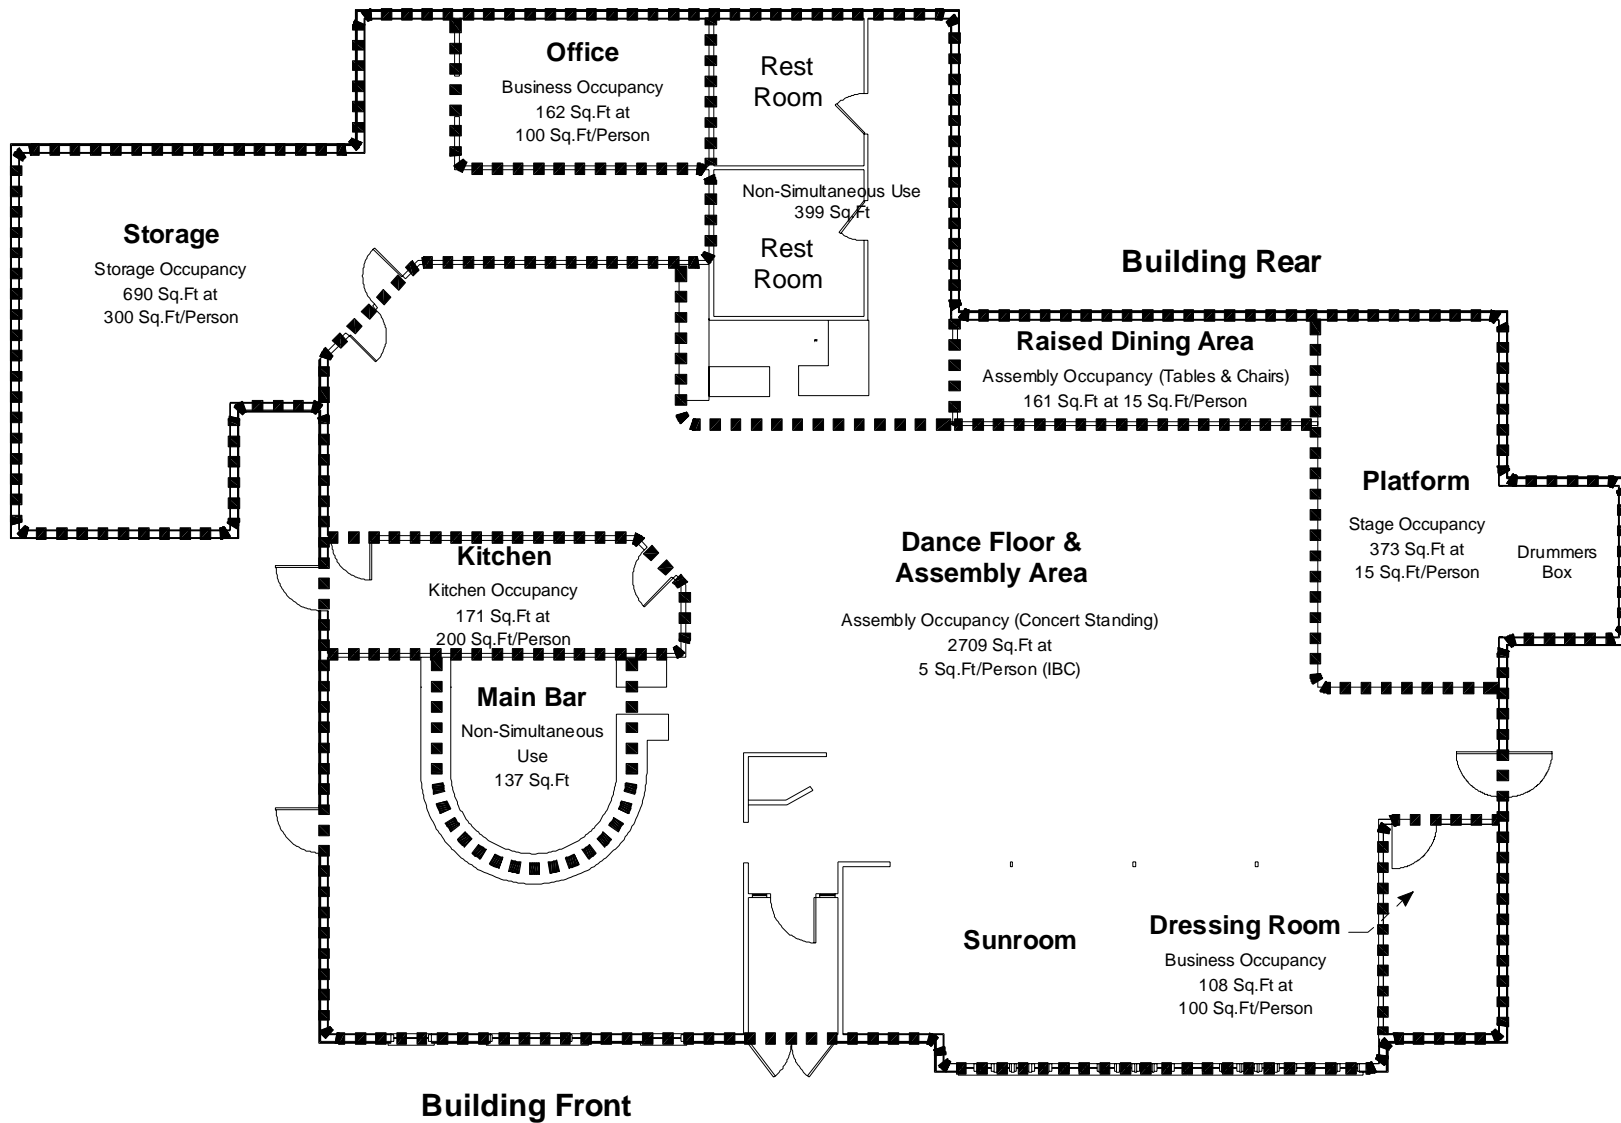 Office
Business Occupancy
162 Sq.Ft at
100 Sq.Ft/Person
Rest
Room
Non-Simultaneous Use
399 Sq.Ft
Rest
Room
Storage
Storage Occupancy
690 Sq.Ft at
300 Sq.Ft/Person
Building Rear
Raised Dining Area
Assembly Occupancy (Tables & Chairs)
161 Sq.Ft at 15 Sq.Ft/Person
Platform
Stage Occupancy
373 Sq.Ft at
15 Sq.Ft/Person
Drummers
Box
Dance Floor &
Assembly Area
Assembly Occupancy (Concert Standing)
2709 Sq.Ft at
5 Sq.Ft/Person (IBC)
Kitchen
Kitchen Occupancy
171 Sq.Ft at
200 Sq.Ft/Person
Main Bar
Non-Simultaneous
Use
137 Sq.Ft
Sunroom
Dressing Room
Business Occupancy
108 Sq.Ft at
100 Sq.Ft/Person
Building Front